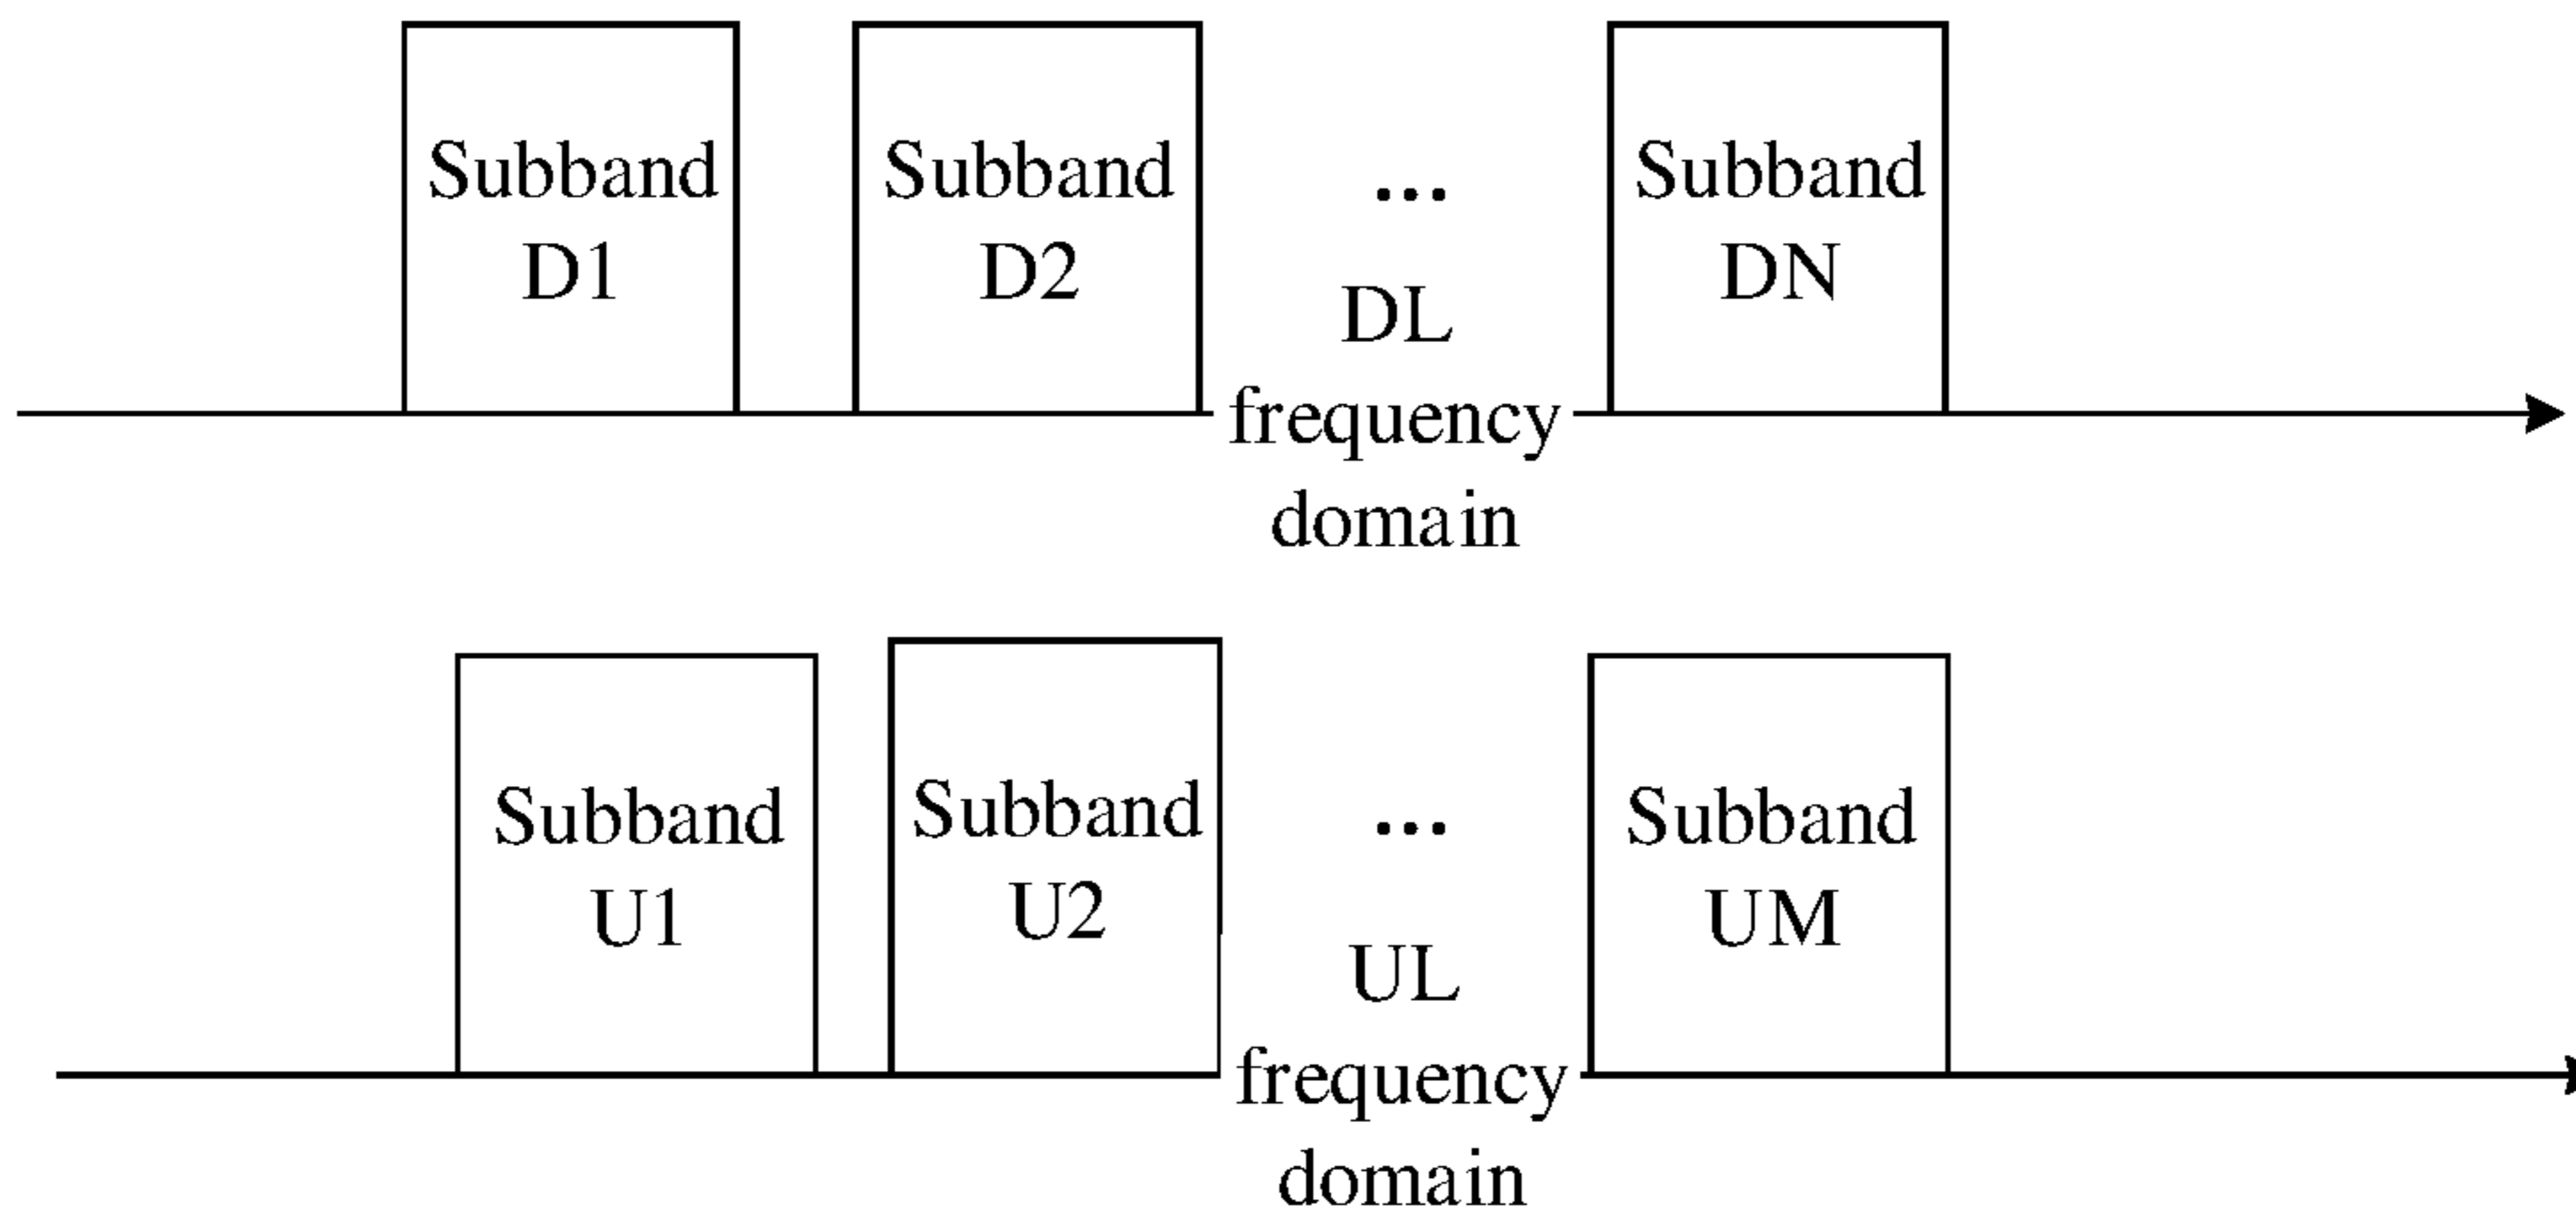 Subband
D1
Subband
D2
...
Subband
DN
DL
frequency
domain
Subband
U1
Subband
U2
...
Subband
UM
UL
frequency
domain